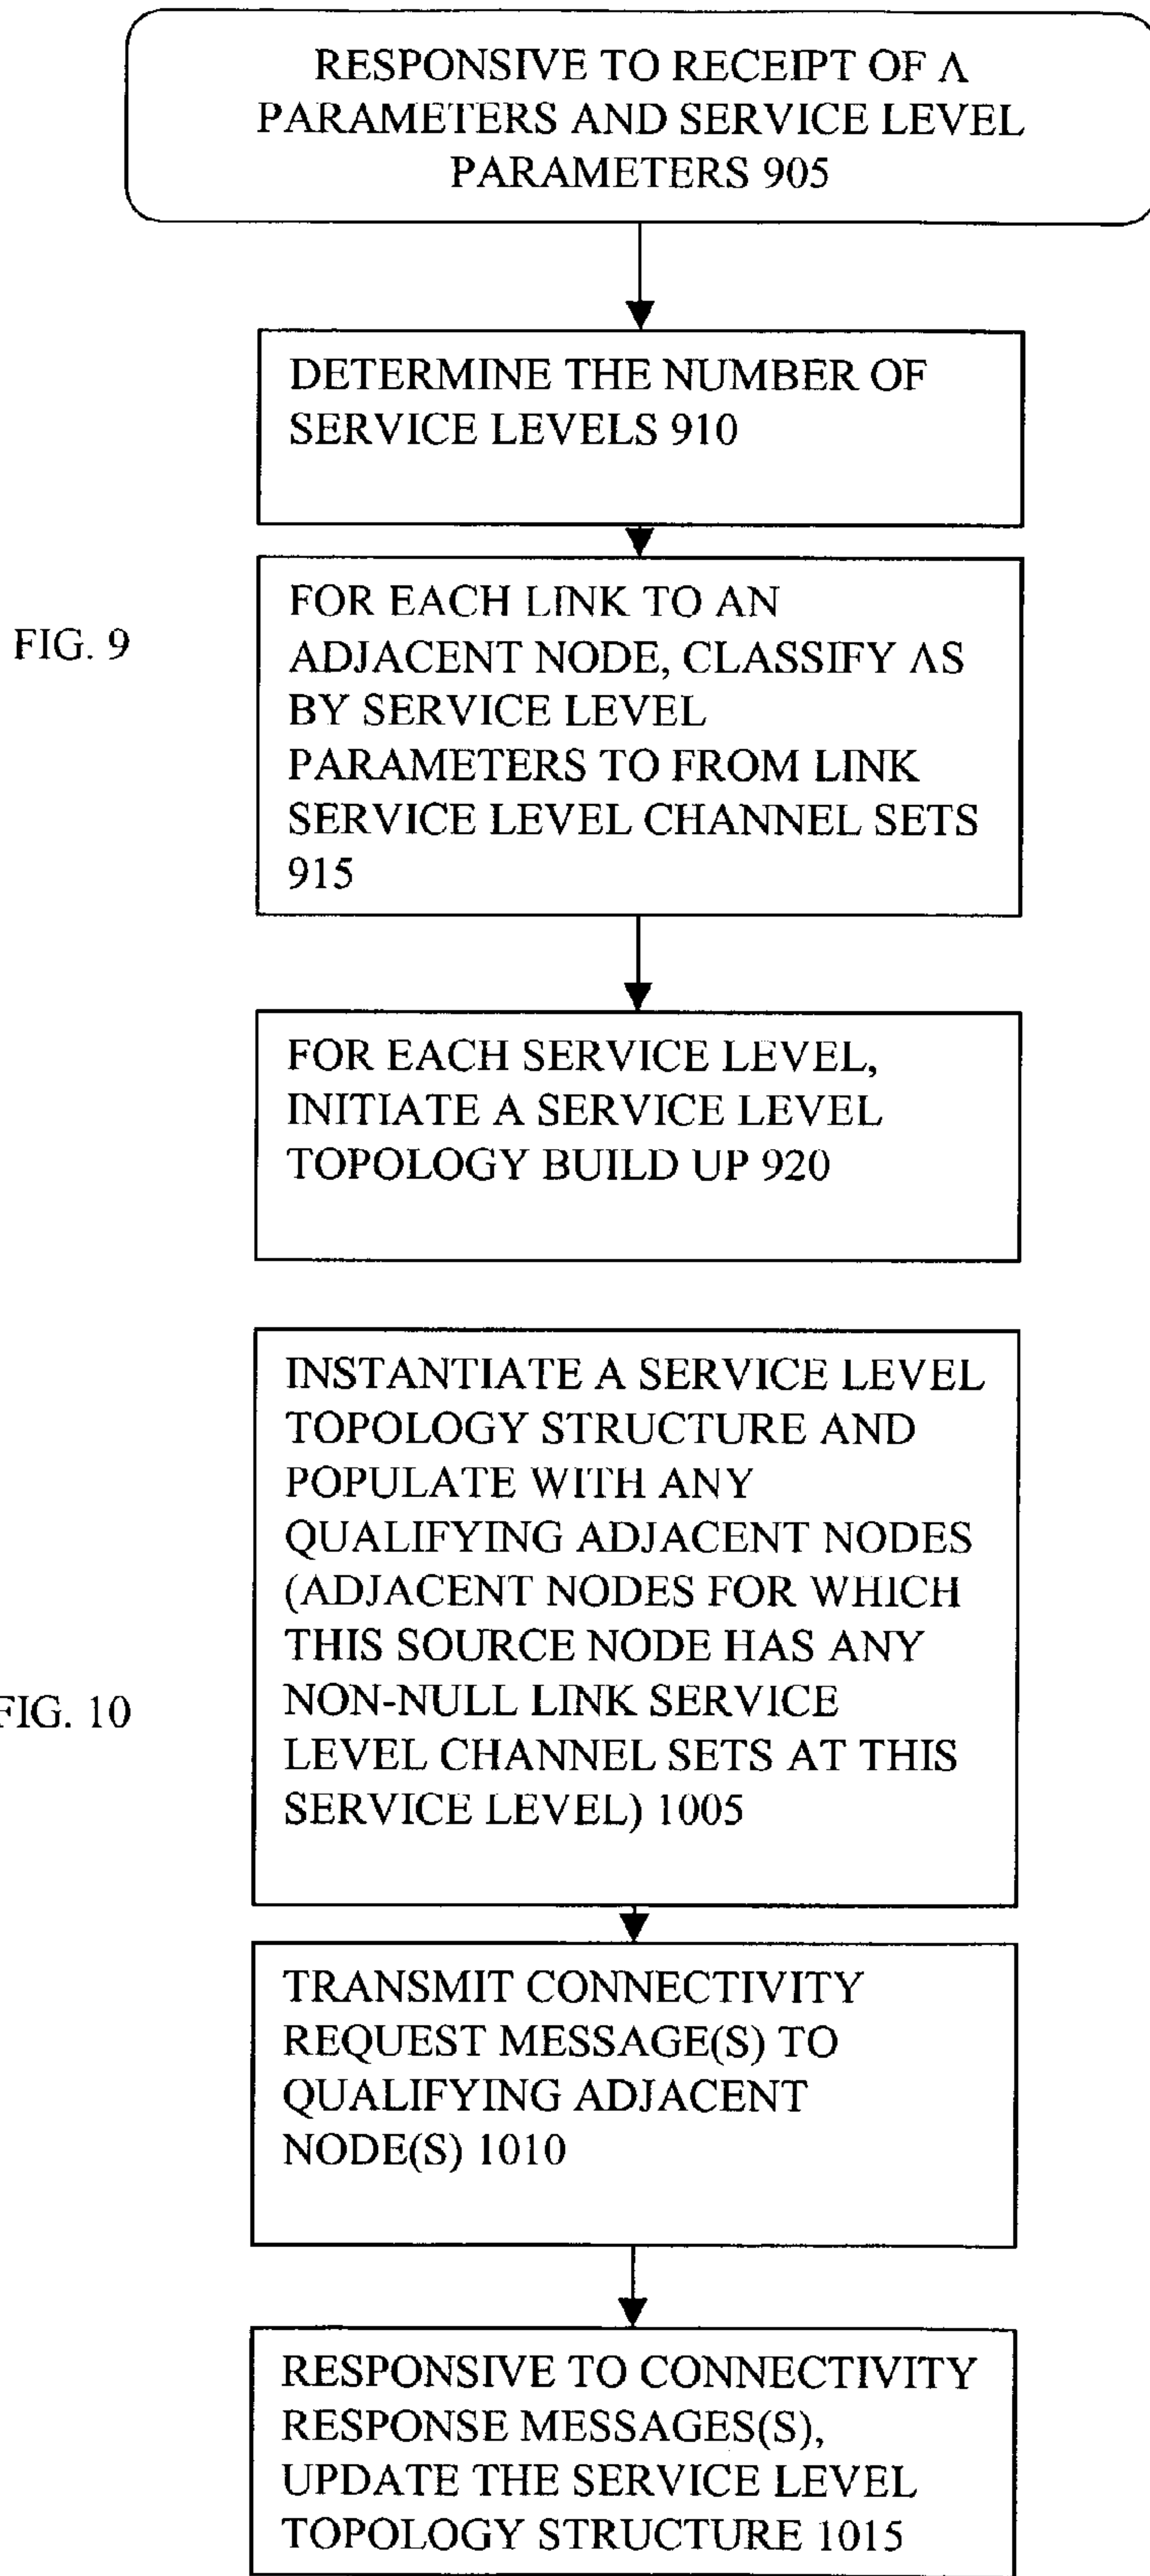 RESPONSIVE TO RECEIPT OF Λ
PARAMETERS AND SERVICE LEVEL
PARAMETERS 905
DETERMINE THE NUMBER OF
SERVICE LEVELS 910
FIG. 9
FOR EACH LINK TO AN
ADJACENT NODE, CLASSIFY ΛS
BY SERVICE LEVEL
PARAMETERS TO FROM LINK
SERVICE LEVEL CHANNEL SETS
915
FOR EACH SERVICE LEVEL,
INITIATE A SERVICE LEVEL
TOPOLOGY BUILD UP 920
FIG. 10
INSTANTIATE A SERVICE LEVEL
TOPOLOGY STRUCTURE AND
POPULATE WITH ANY
QUALIFYING ADJACENT NODES
(ADJACENT NODES FOR WHICH
THIS SOURCE NODE HAS ANY
NON-NULL LINK SERVICE
LEVEL CHANNEL SETS AT THIS
SERVICE LEVEL) 1005
TRANSMIT CONNECTIVITY
REQUEST MESSAGE(S) TO
QUALIFYING ADJACENT
NODE(S) 1010
RESPONSIVE TO CONNECTIVITY
RESPONSE MESSAGES(S),
UPDATE THE SERVICE LEVEL
TOPOLOGY STRUCTURE 1015